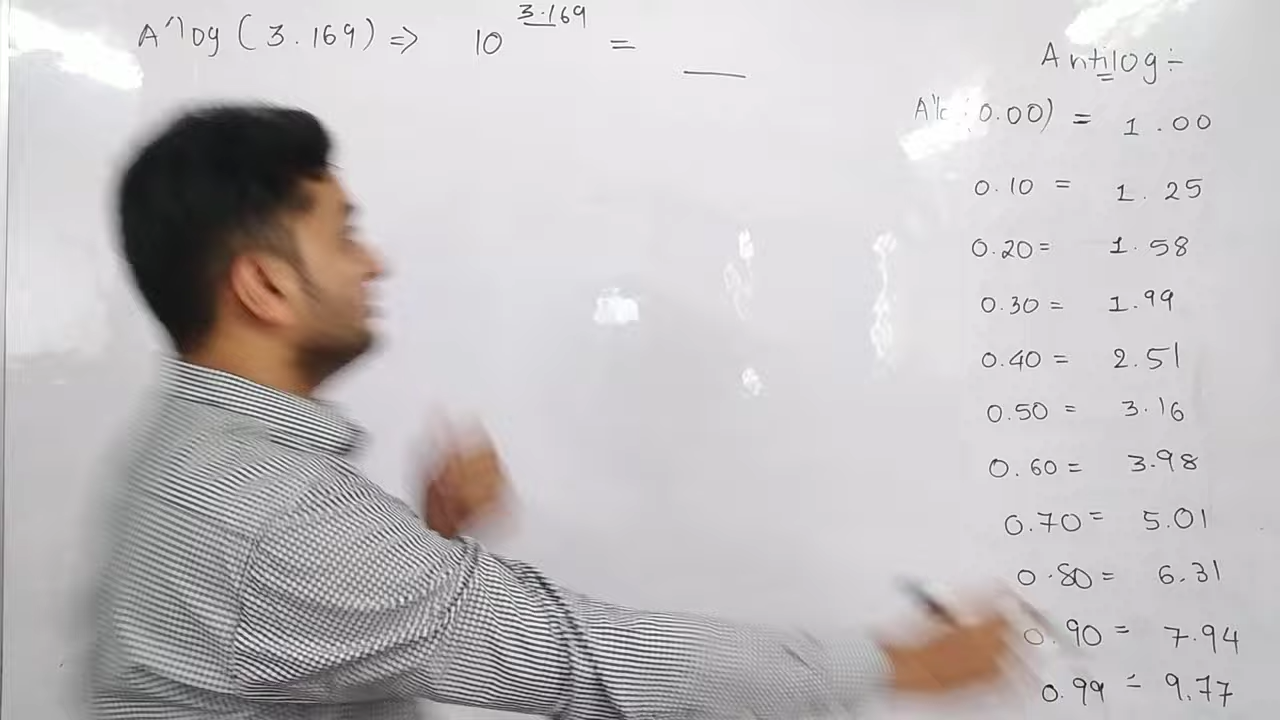 A'log (3.169) => 10^3.169 = __
Antilog :-
A'lo (0.00) = 1.00
0.10 = 1.25
0.20 = 1.58
0.30 = 1.99
0.40 = 2.51
0.50 = 3.16
0.60 = 3.98
0.70 = 5.01
0.80 = 6.31
0.90 = 7.94
0.99 = 9.77